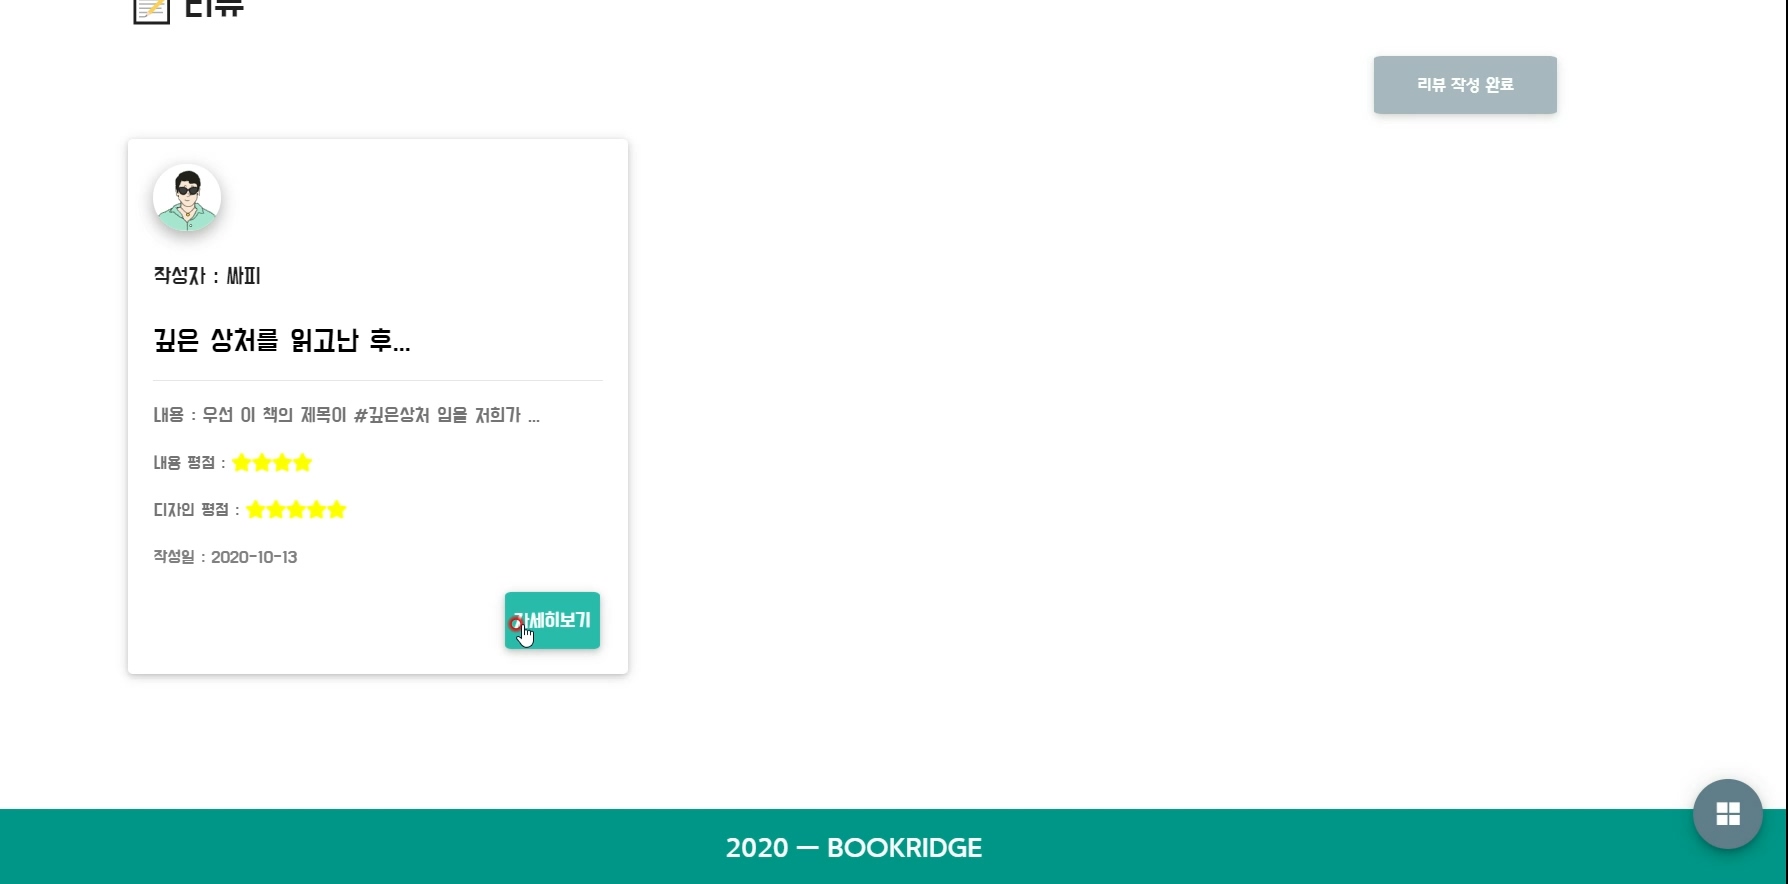 리뷰
리뷰 작성 완료
작성자 : 싸피
깊은 상처를 읽고난 후...
내용 : 우선 이 책의 제목이 #깊은상처 입을 저희가 ...
내용 평점 :
디자인 평점 :
작성일 : 2020-10-13
자세히보기
2020 — BOOKRIDGE